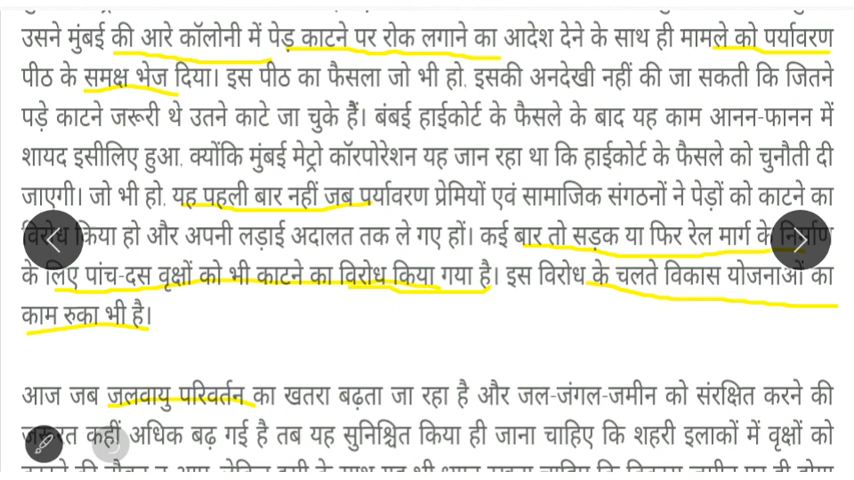 उसने मुंबई की आरे कॉलोनी में पेड़ काटने पर रोक लगाने का आदेश देने के साथ ही मामले को पर्यावरण
पीठ के समक्ष भेज दिया। इस पीठ का फैसला जो भी हो, इसकी अनदेखी नहीं की जा सकती कि जितने
पड़े काटने जरूरी थे उतने काटे जा चुके हैं। बंबई हाईकोर्ट के फैसले के बाद यह काम आनन-फानन में
शायद इसीलिए हुआ, क्योंकि मुंबई मेट्रो कॉरपोरेशन यह जान रहा था कि हाईकोर्ट के फैसले को चुनौती दी
जाएगी। जो भी हो, यह पहली बार नहीं जब पर्यावरण प्रेमियों एवं सामाजिक संगठनों ने पेड़ों को काटने का
विरोध किया हो और अपनी लड़ाई अदालत तक ले गए हों। कई बार तो सड़क या फिर रेल मार्ग के निर्माण
के लिए पांच-दस वृक्षों को भी काटने का विरोध किया गया है। इस विरोध के चलते विकास योजनाओं का
काम रुका भी है।
आज जब जलवायु परिवर्तन का खतरा बढ़ता जा रहा है और जल-जंगल-जमीन को संरक्षित करने की
जरूरत कहीं अधिक बढ़ गई है तब यह सुनिश्चित किया ही जाना चाहिए कि शहरी इलाकों में वृक्षों को